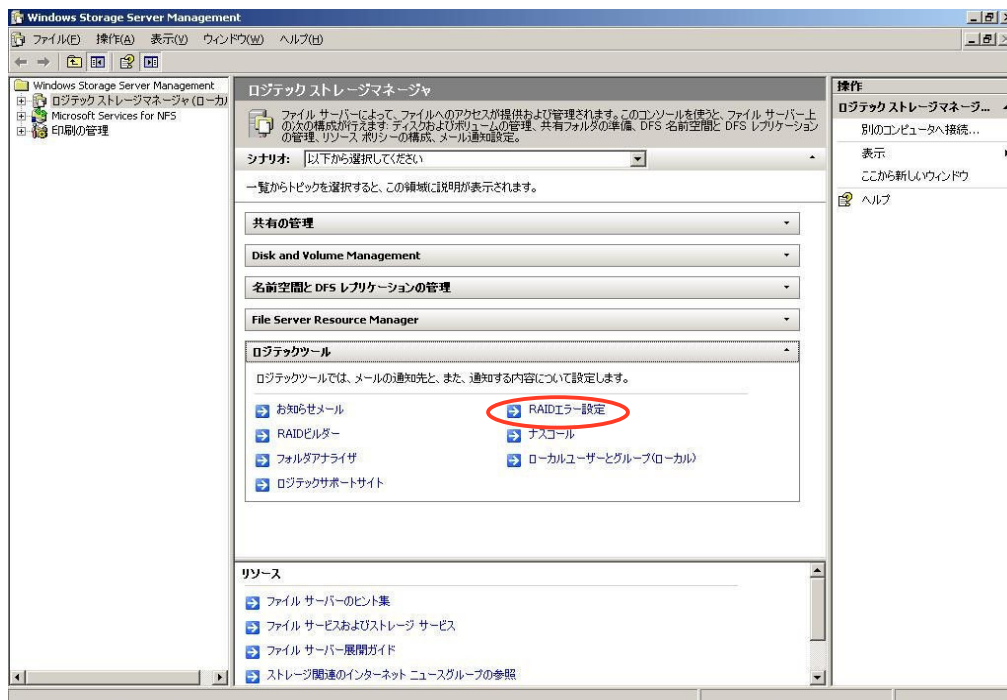 Windows Storage Server Management
ファイル(F) 操作(A) 表示(V) ウィンドウ(W) ヘルプ(H)
Windows Storage Server Management
ロジテック ストレージマネージャ (ローカ)
Microsoft Services for NFS
印刷の管理
ロジテック ストレージマネージャ
ファイル サーバーによって、ファイルへのアクセスが提供および管理されます。このコンソールを使うと、ファイル サーバー上
の次の構成が行えます: ディスクおよびボリュームの管理、共有フォルダの準備、DFS 名前空間と DFS レプリケーション
の管理、リソース ポリシーの構成、メール通知設定。
シナリオ: 以下から選択してください
一覧からトピックを選択すると、この領域に説明が表示されます。
共有の管理
Disk and Volume Management
名前空間と DFS レプリケーションの管理
File Server Resource Manager
ロジテックツール
ロジテックツールでは、メールの通知先と、また、通知する内容について設定します。
お知らせメール
RAIDエラー設定
RAIDビルダー
ナスコール
フォルダアナライザ
ローカルユーザーとグループ(ローカル)
ロジテックサポートサイト
リソース
ファイル サーバーのヒント集
ファイル サービスおよびストレージ サービス
ファイル サーバー展開ガイド
ストレージ関連のインターネット ニュースグループの参照
操作
ロジテック ストレージマネージ...
別のコンピュータへ接続...
表示
ここから新しいウィンドウ
ヘルプ